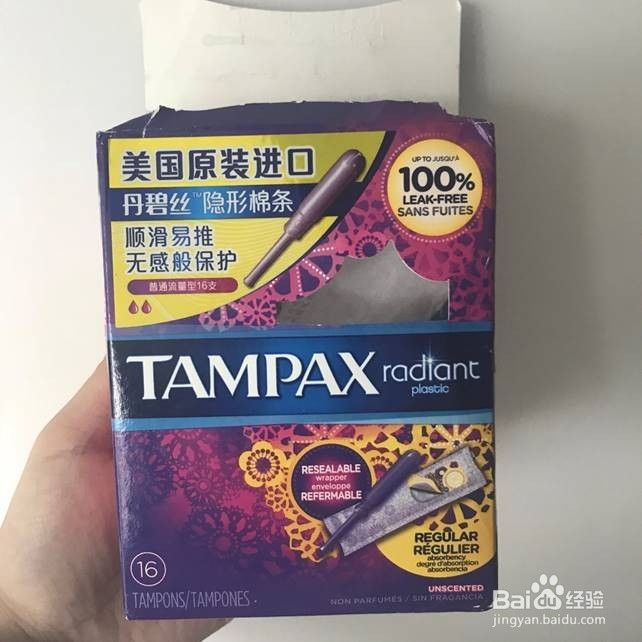 美国原装进口
丹碧丝™隐形棉条
顺滑易推
无感般保护
普通流量型16支
UP TO JUSQU'À
100%
LEAK-FREE
SANS FUITES
TAMPAX radiant
plastic
RESEALABLE
wrapper
enveloppe
REFERMABLE
REGULAR
RÉGULIER
absorbency
degré d'absorption
absorbencia
16
TAMPONS/TAMPONES
UNSCENTED
NON PARFUMÉS / SIN FRAGANCIA
Baidu 经验
jingyan.baidu.com